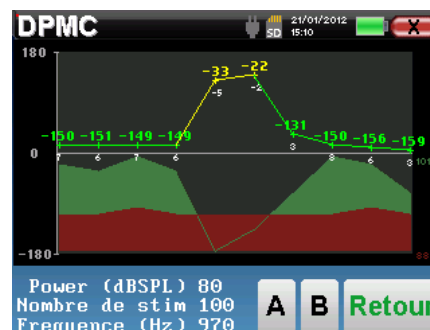 DPMC SD 21/01/2012 15:10 X
180
-33 -22
-5 -2
-150 -151 -149 -149 -131 -150 -156 -159
0
7 6 7 6 3 8 6 3 101
-180
Power (dBSPL) 80
Nombre de stim 100
Frequence (Hz) 970
A B Retour